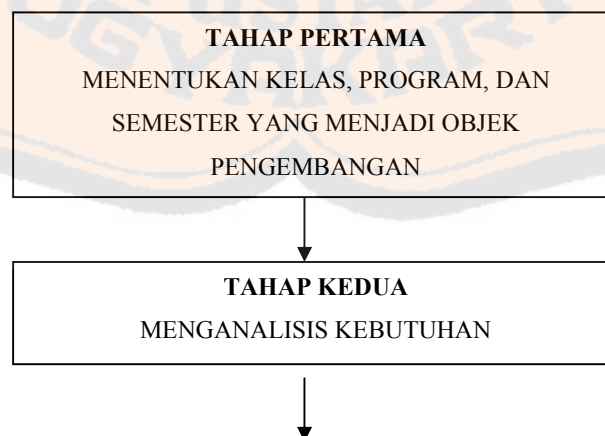 TAHAP PERTAMA
MENENTUKAN KELAS, PROGRAM, DAN
SEMESTER YANG MENJADI OBJEK
PENGEMBANGAN
TAHAP KEDUA
MENGANALISIS KEBUTUHAN